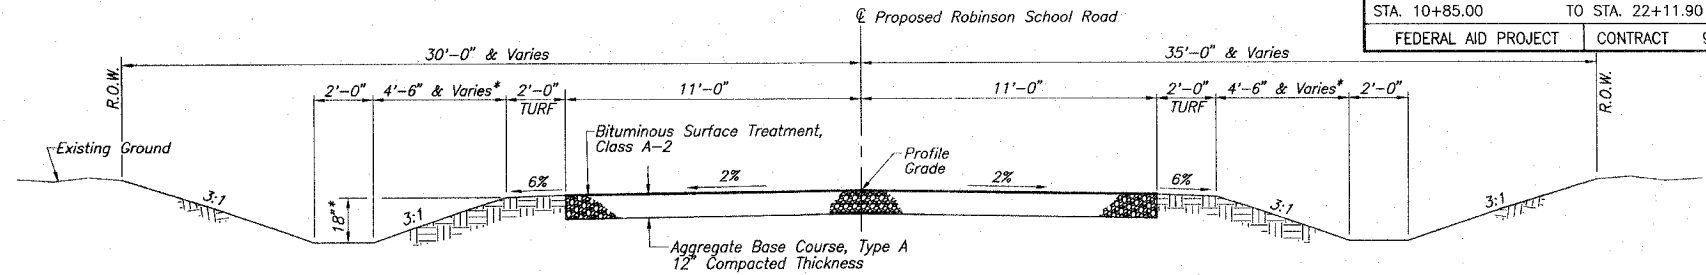 ℄ Proposed Robinson School Road
STA. 10+85.00 TO STA. 22+11.90
FEDERAL AID PROJECT CONTRACT
R.O.W.
30'-0" & Varies
35'-0" & Varies
R.O.W.
2'-0" 4'-6" & Varies* 2'-0" 11'-0" 11'-0" 2'-0" 4'-6" & Varies* 2'-0"
TURF TURF
Existing Ground
Bituminous Surface Treatment,
Class A-2
Profile
Grade
3:1 18"* 3:1 6% 2% 2% 6% 3:1 3:1
Aggregate Base Course, Type A
12" Compacted Thickness